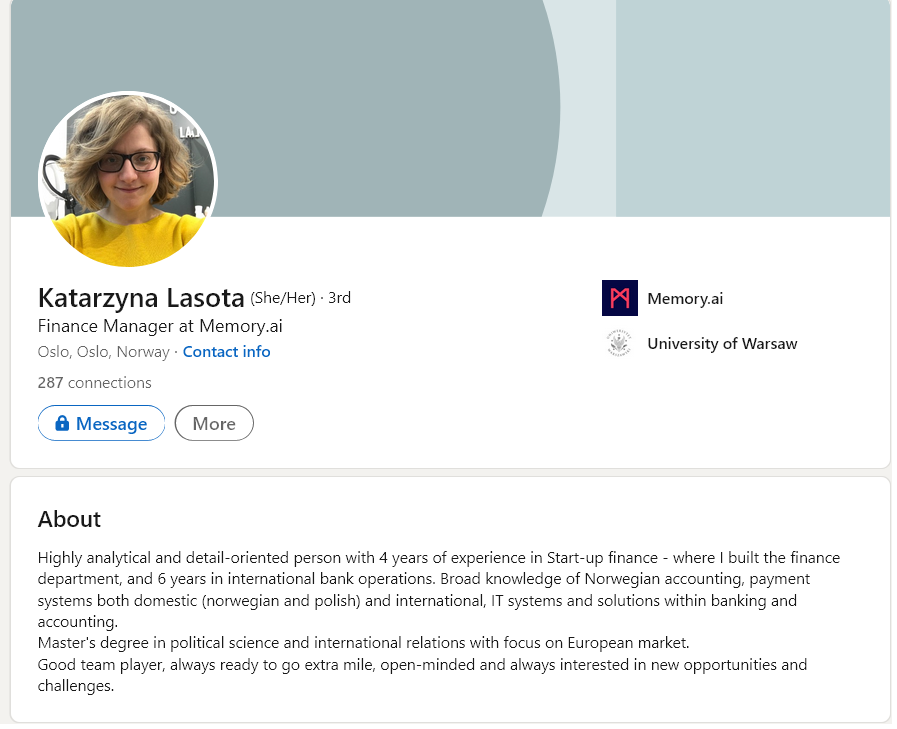 Katarzyna Lasota (She/Her) · 3rd
Finance Manager at Memory.ai
Oslo, Oslo, Norway · Contact info
287 connections
Message
More
Memory.ai
University of Warsaw
About
Highly analytical and detail-oriented person with 4 years of experience in Start-up finance - where I built the finance
department, and 6 years in international bank operations. Broad knowledge of Norwegian accounting, payment
systems both domestic (norwegian and polish) and international, IT systems and solutions within banking and
accounting.
Master's degree in political science and international relations with focus on European market.
Good team player, always ready to go extra mile, open-minded and always interested in new opportunities and
challenges.